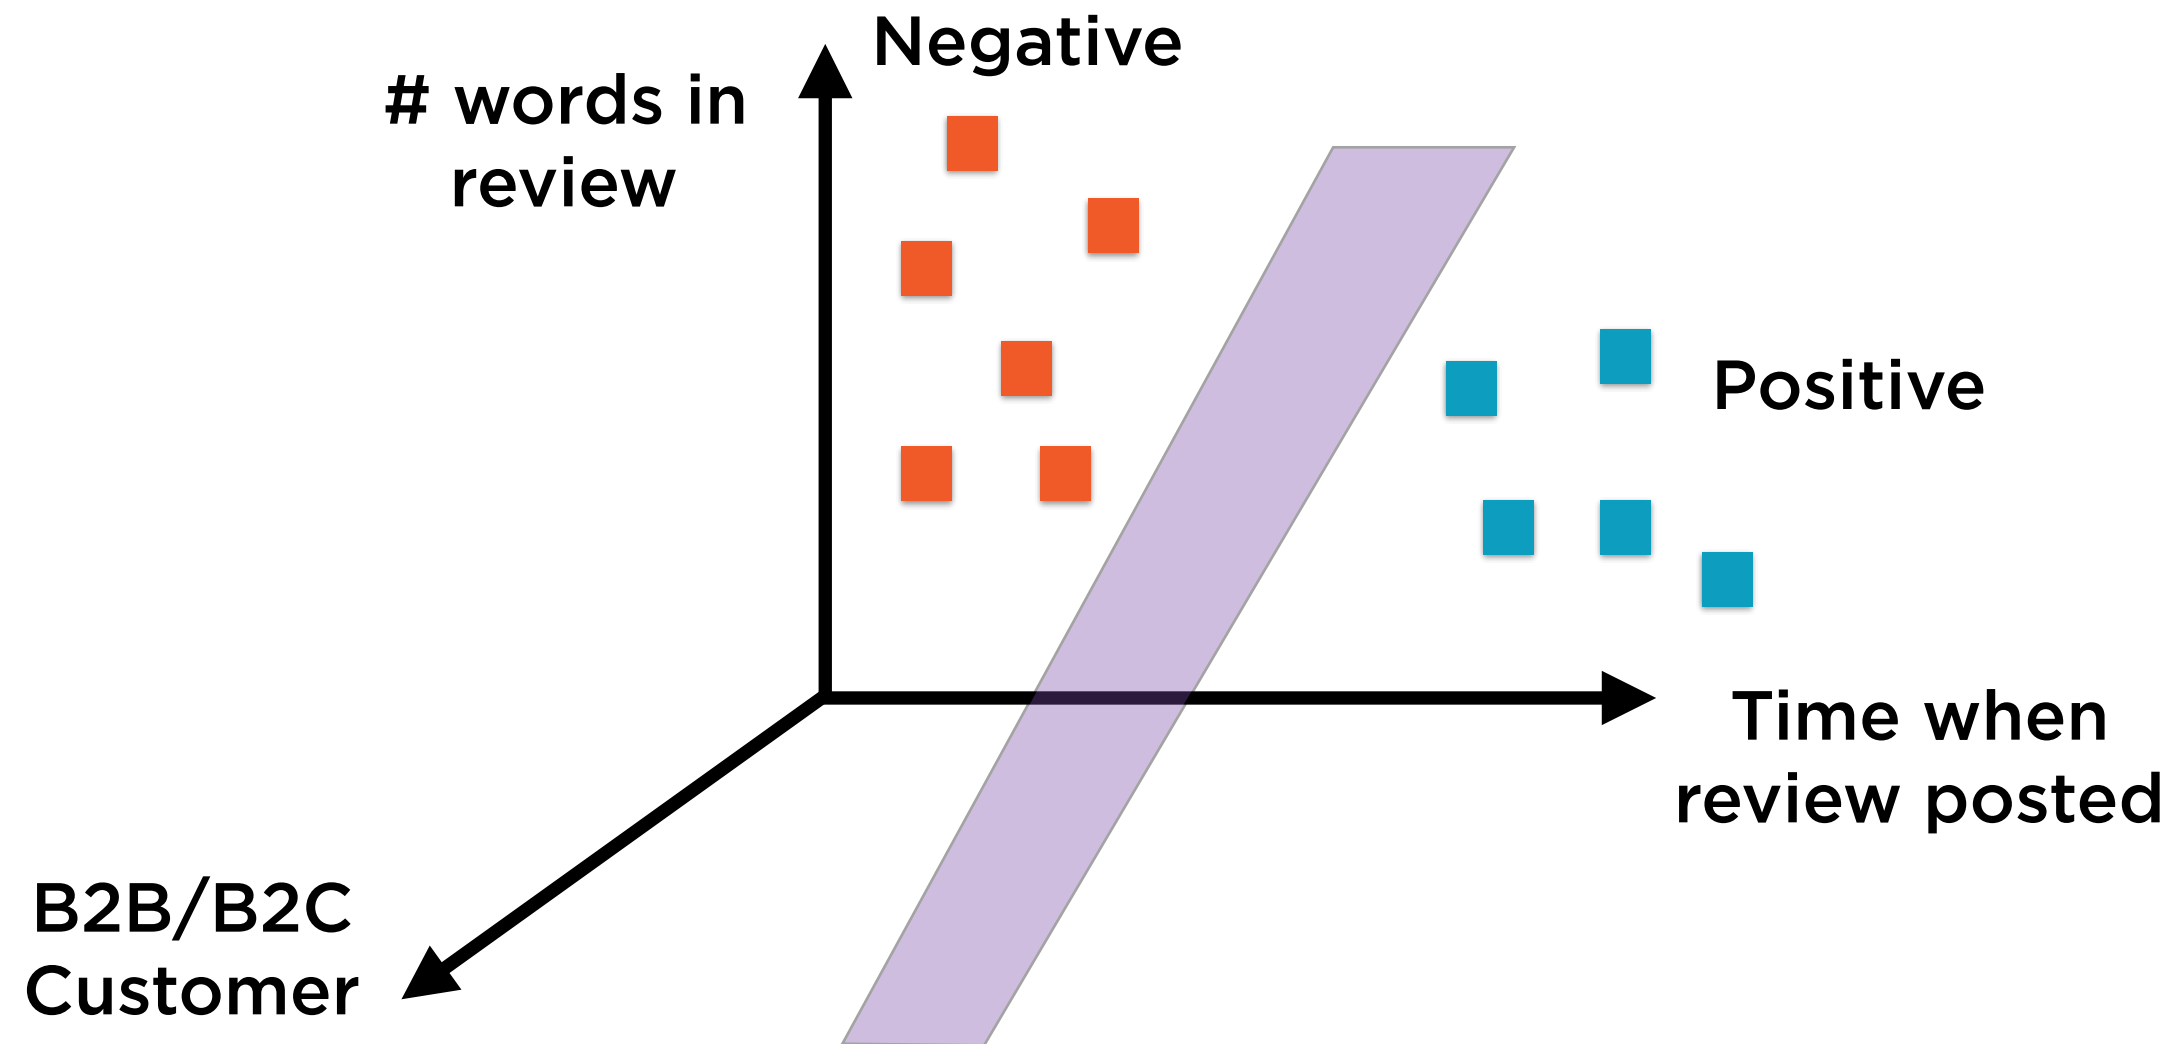 Negative
# words in
review
Positive
Time when
review posted
B2B/B2C
Customer